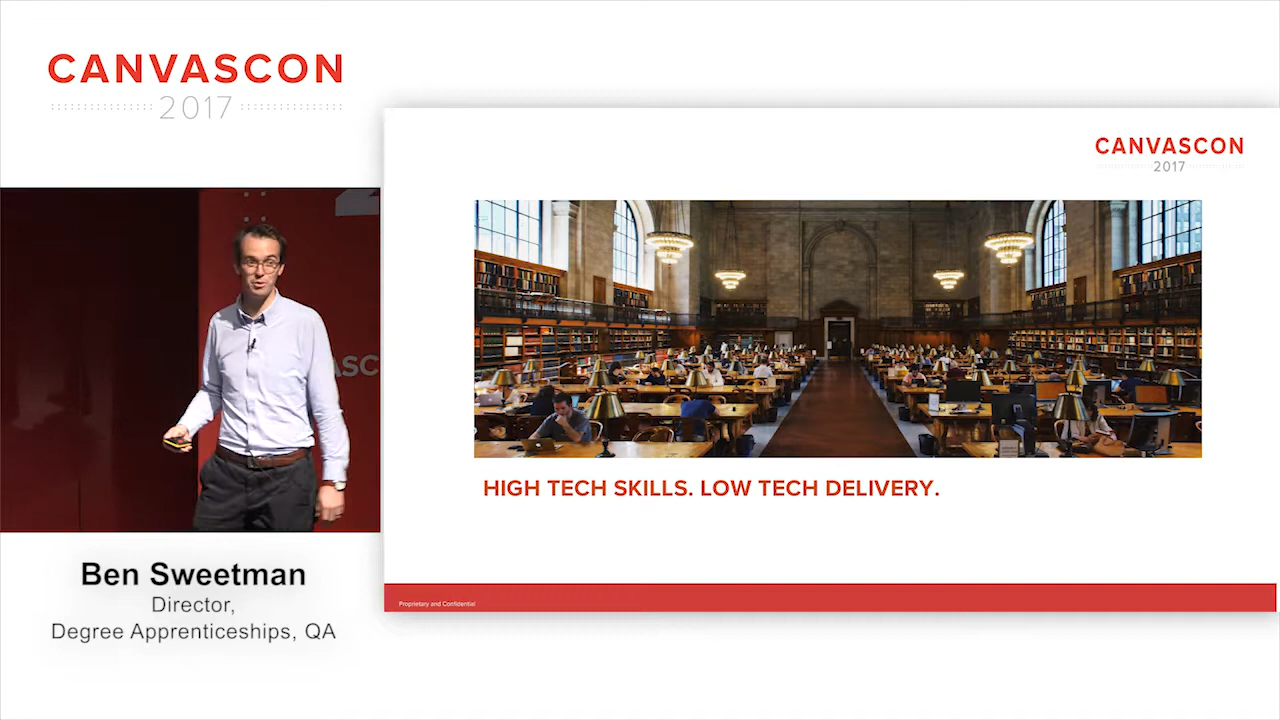 CANVASCON
2017
CANVASCON
2017
HIGH TECH SKILLS. LOW TECH DELIVERY.
Proprietary and Confidential
ASC
Ben Sweetman
Director,
Degree Apprenticeships, QA